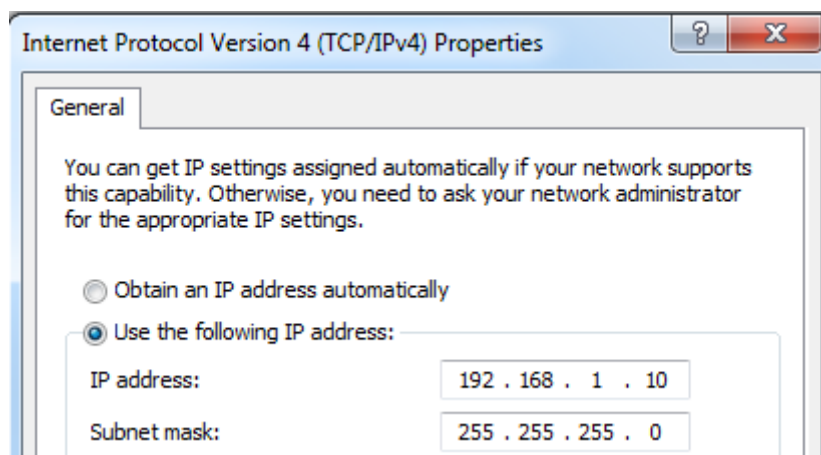 Internet Protocol Version 4 (TCP/IPv4) Properties
General
You can get IP settings assigned automatically if your network supports
this capability. Otherwise, you need to ask your network administrator
for the appropriate IP settings.
Obtain an IP address automatically
Use the following IP address:
IP address: 192 . 168 . 1 . 10
Subnet mask: 255 . 255 . 255 . 0